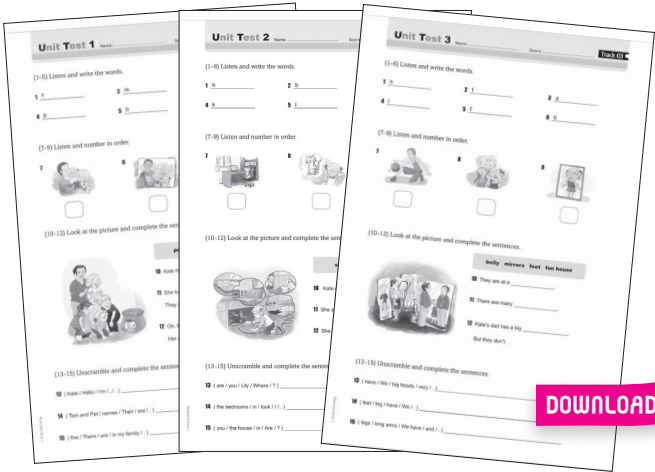 Unit Test 1 Name
(1-6) Listen and write the words.
1 f 2 m
4 p 5 b
(7-9) Listen and number in order.
7 8
(10-12) Look at the picture and complete the
10 Kate
11 She
They
12 Oh,
Her
(13-15) Unscramble and complete the
13 ( Kate / Hello / I'm / , / . )
14 ( Tom and Pat / names / Their / are / . )
15 ( five / There / are / in my family / . )
Unit Test 2 Name
(1-6) Listen and write the words.
1 h 2 b
4 k 5 l
(7-9) Listen and number in order.
7 8
(10-12) Look at the picture and complete the
10 Kate
11 She
12 She
(13-15) Unscramble and complete the
13 ( are / you / Lily / Where / ? )
14 ( the bedrooms / in / look / I / . )
15 ( you / the house / in / Are / ? )
Unit Test 3 Name Score Track 03
(1-6) Listen and write the words.
1 h 2 f 3 a
4 l 5 f 6 b
(7-9) Listen and number in order.
7 8 9
(10-12) Look at the picture and complete the sentences.
belly mirrors feet fun house
10 They are at a .
11 There are many .
12 Kate's dad has a big .
But they don't.
(13-15) Unscramble and complete the sentences.
13 ( have / We / big heads / very / . )
14 ( feet / big / have / We / . )
15 ( legs / long arms / We have / and / . )
DOWNLOAD